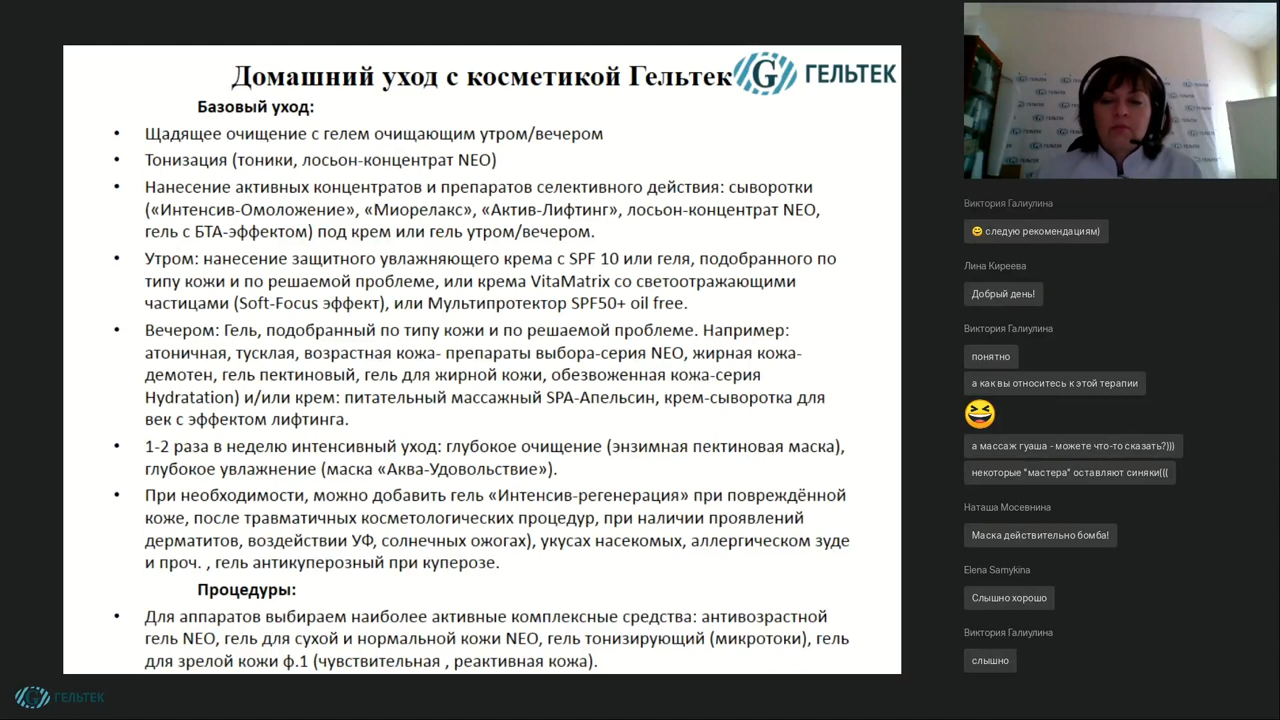 Домашний уход с косметикой Гельтек
ГЕЛЬТЕК
Базовый уход:
• Щадящее очищение с гелем очищающим утром/вечером
• Тонизация (тоники, лосьон-концентрат NEO)
• Нанесение активных концентратов и препаратов селективного действия: сыворотки
(«Интенсив-Омоложение», «Миорелакс», «Актив-Лифтинг», лосьон-концентрат NEO,
гель с БТА-эффектом) под крем или гель утром/вечером.
• Утром: нанесение защитного увлажняющего крема с SPF 10 или геля, подобранного по
типу кожи и по решаемой проблеме, или крема VitaMatrix со светоотражающими
частицами (Soft-Focus эффект), или Мультипротектор SPF50+ oil free.
• Вечером: Гель, подобранный по типу кожи и по решаемой проблеме. Например:
атоничная, тусклая, возрастная кожа- препараты выбора-серия NEO, жирная кожа-
демотен, гель пектиновый, гель для жирной кожи, обезвоженная кожа-серия
Hydratation) и/или крем: питательный массажный SPA-Апельсин, крем-сыворотка для
век с эффектом лифтинга.
• 1-2 раза в неделю интенсивный уход: глубокое очищение (энзимная пектиновая маска),
глубокое увлажнение (маска «Аква-Удовольствие»).
• При необходимости, можно добавить гель «Интенсив-регенерация» при повреждённой
коже, после травматичных косметологических процедур, при наличии проявлений
дерматитов, воздействии УФ, солнечных ожогах), укусах насекомых, аллергическом зуде
и проч. , гель антикуперозный при куперозе.
Процедуры:
• Для аппаратов выбираем наиболее активные комплексные средства: антивозрастной
гель NEO, гель для сухой и нормальной кожи NEO, гель тонизирующий (микротоки), гель
для зрелой кожи ф.1 (чувствительная , реактивная кожа).
ГЕЛЬТЕК
Виктория Галиулина
следую рекомендациям)
Лина Киреева
Добрый день!
Виктория Галиулина
понятно
а как вы относитесь к этой терапии
а массаж гуаша - можете что-то сказать?)))
некоторые "мастера" оставляют синяки(((
Наташа Мосевнина
Маска действительно бомба!
Elena Samykina
Слышно хорошо
Виктория Галиулина
слышно